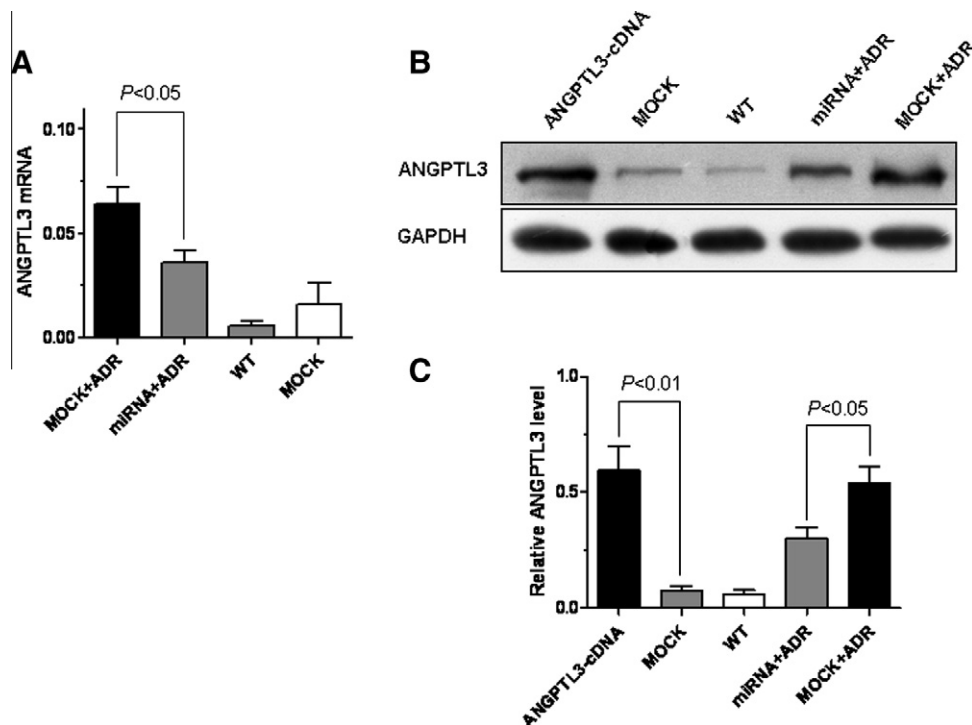 A
P<0.05
0.10
0.05
0.00
ANGPTL3 mRNA
MOCK+ADR
miRNA+ADR
WT
MOCK
B
ANGPTL3-cDNA
MOCK
WT
miRNA+ADR
MOCK+ADR
ANGPTL3
GAPDH
C
P<0.01
P<0.05
1.0
0.5
0.0
Relative ANGPTL3 level
ANGPTL3-cDNA
MOCK
WT
miRNA+ADR
MOCK+ADR